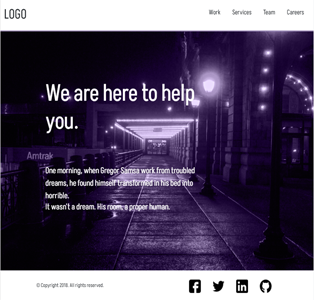 LOGO
Work Services Team Careers
We are here to help
you.
Amtrak
One morning, when Gregor Samsa work from troubled
dreams, he found himself transformed in his bed into
horrible.
It wasn't a dream. His room, a proper human.
© Copyright 2018. All rights reserved.